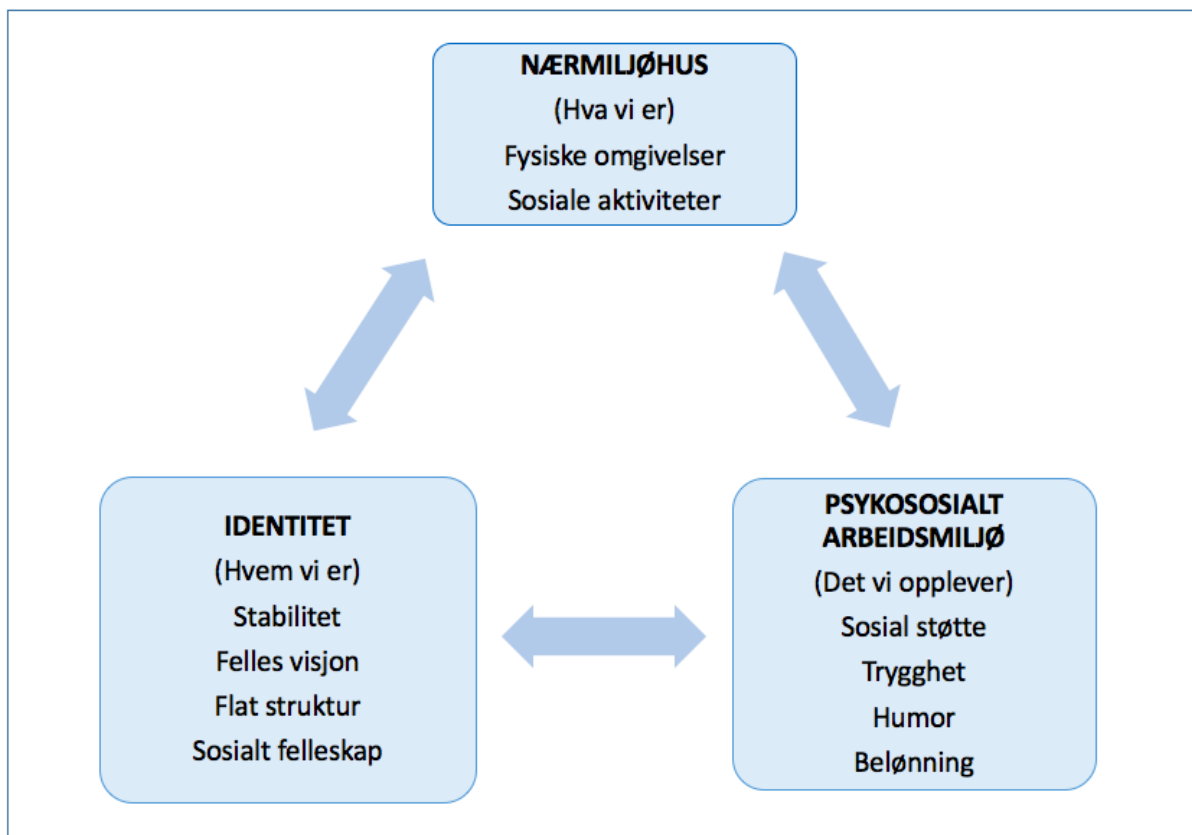 NÆRMILJØHUS
(Hva vi er)
Fysiske omgivelser
Sosiale aktiviteter
IDENTITET
(Hvem vi er)
Stabilitet
Felles visjon
Flat struktur
Sosialt felleskap
PSYKOSOSIALT
ARBEIDSMILJØ
(Det vi opplever)
Sosial støtte
Trygghet
Humor
Belønning